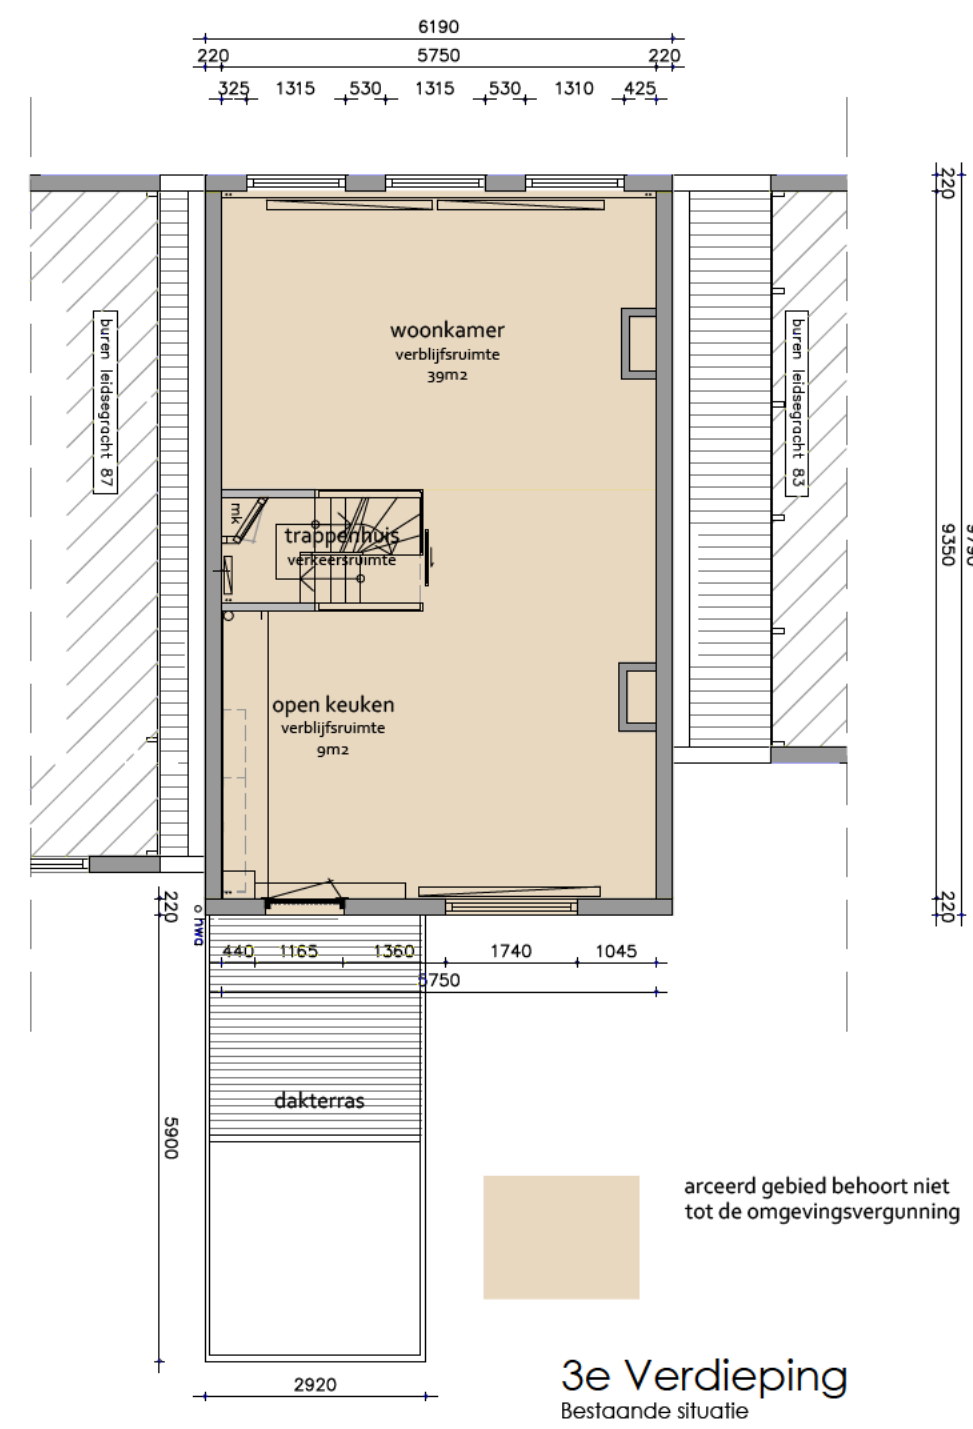 6190
220 5750 220
325 1315 530 1315 530 1310 425
220
buren leidsegracht 87
woonkamer
verblijfsruimte
39m2
buren leidsegracht 83
mk
trappenhuis
verkeersruimte
9350
9790
open keuken
verblijfsruimte
9m2
220
hwa
220
440 1165 1360 1740 1045
5750
dakterras
5900
arceerd gebied behoort niet
tot de omgevingsvergunning
2920
3e Verdieping
Bestaande situatie